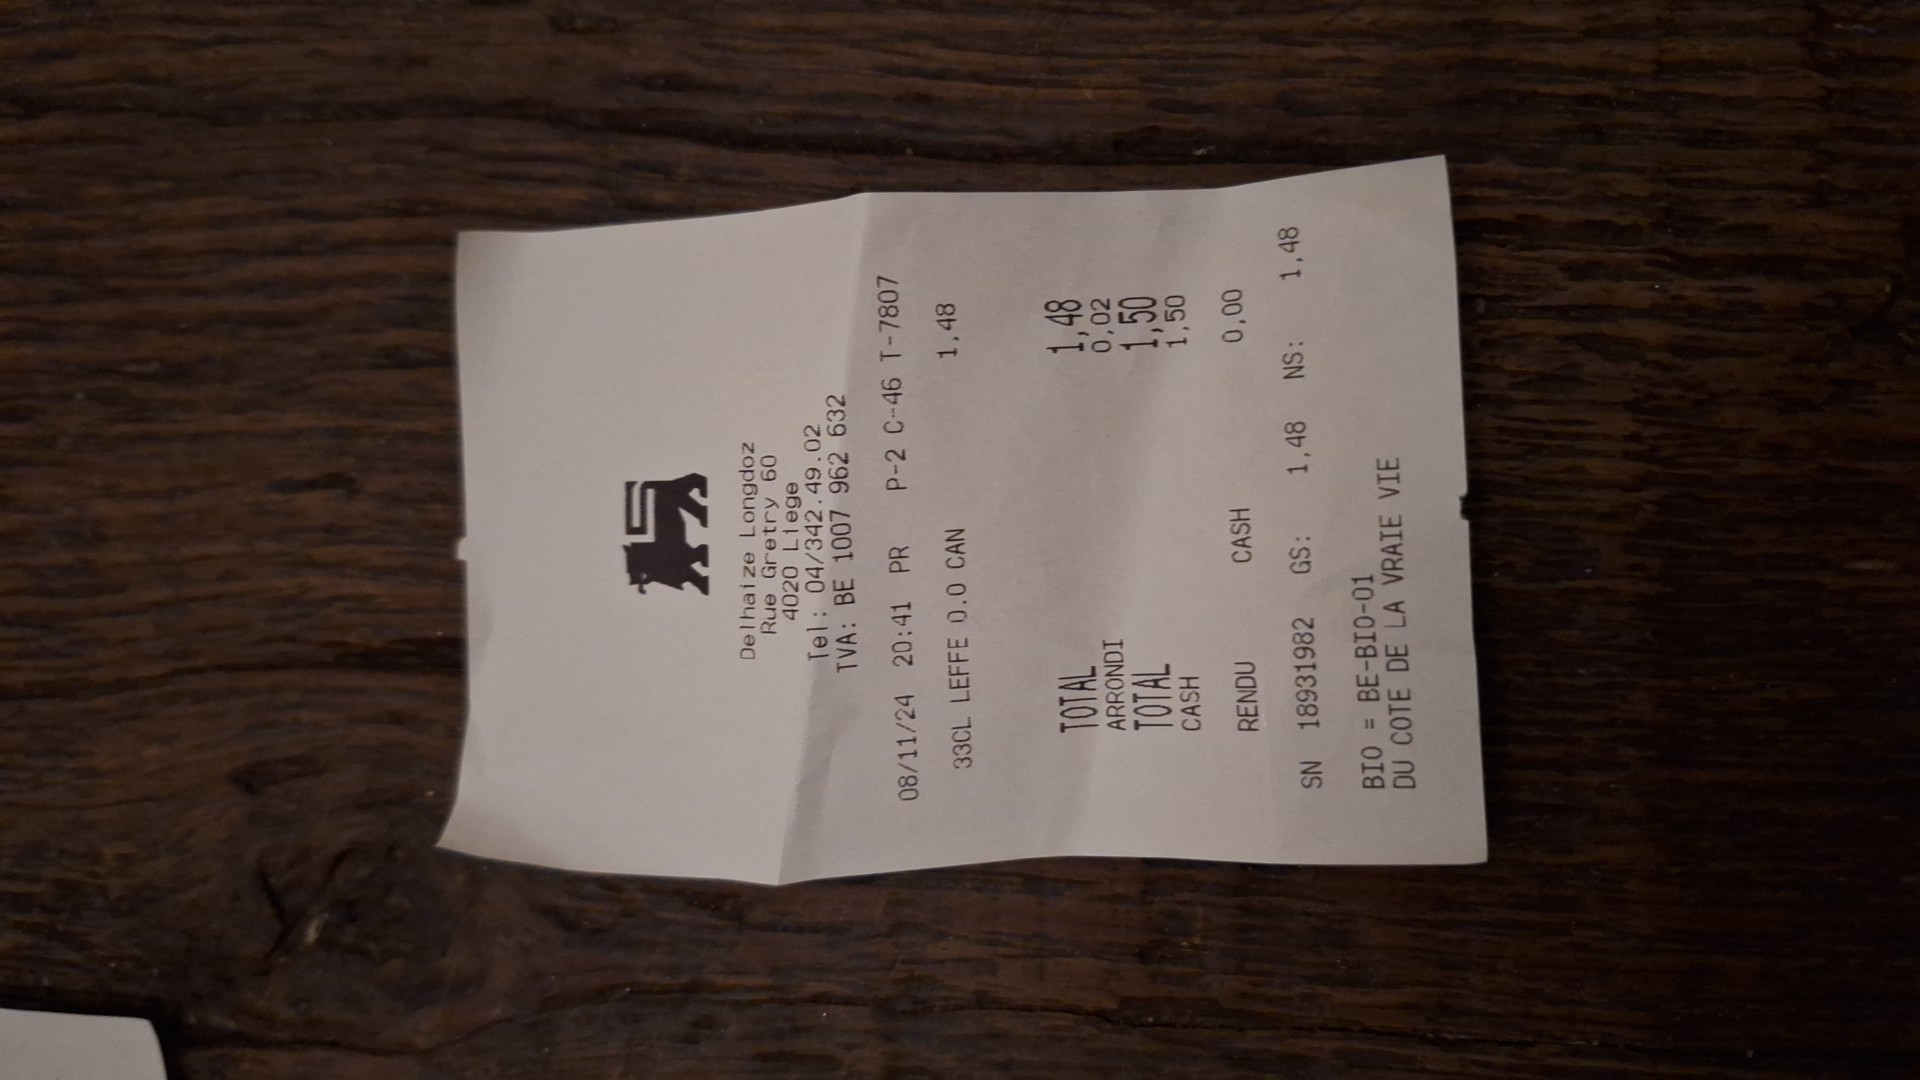 Delhaize Longdoz
Rue Gretry 60
4020 Liege
Tel: 04/342.49.02
TVA: BE 1007 962 632
08/11/24 20:41 PR P-2 C-46 T-7807
33CL LEFFE 0.0 CAN 1,48
TOTAL 1,48
ARRONDI 0,02
TOTAL 1,50
CASH 1,50
RENDU CASH 0,00
SN 18931982 GS: 1,48 NS: 1,48
BIO = BE-BIO-01
DU COTE DE LA VRAIE VIE